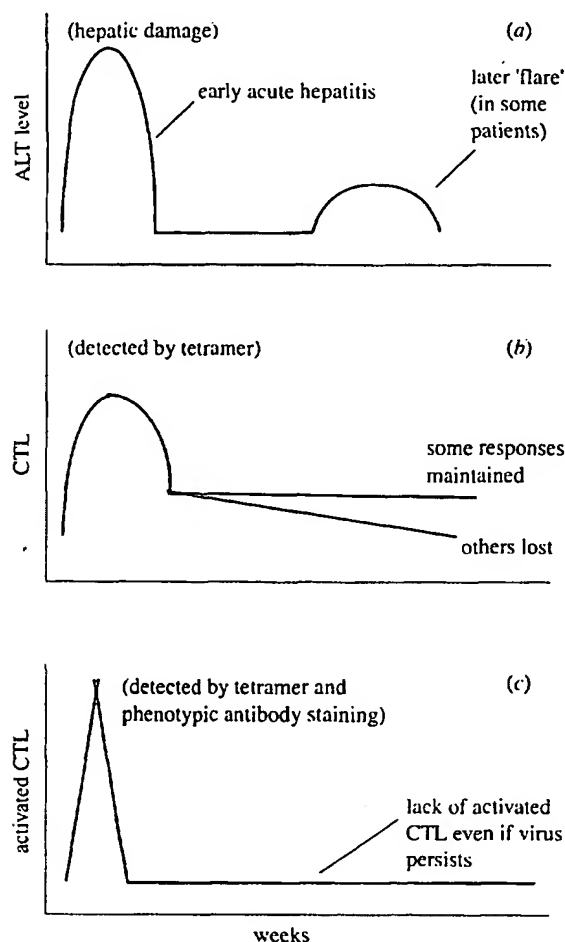 (hepatic damage)
(a)
early acute hepatitis
later 'flare'
(in some
patients)
ALT level
(detected by tetramer)
(b)
some responses
maintained
others lost
CTL
(detected by tetramer and
phenotypic antibody staining)
(c)
lack of activated
CTL even if virus
persists
activated CTL
weeks